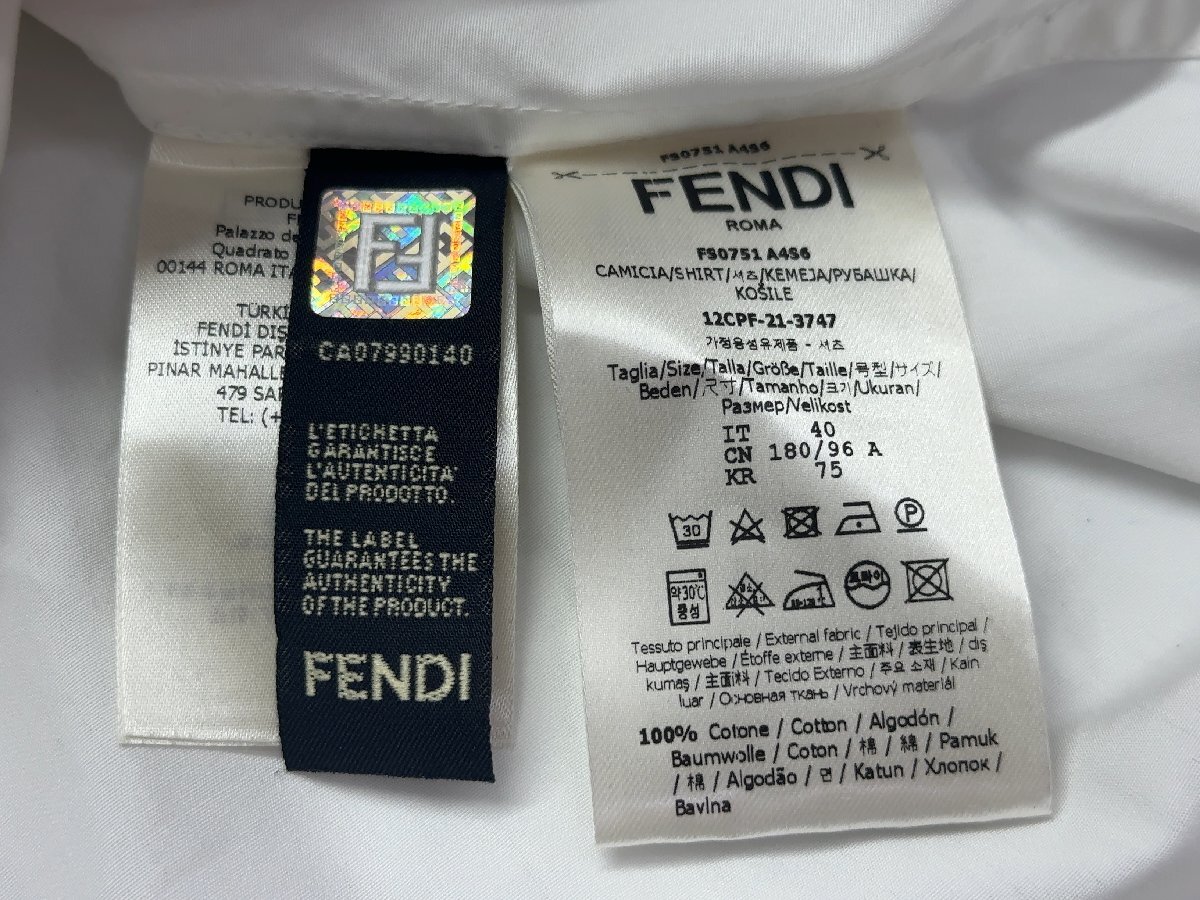 PRODU
Palazzo de
Quadrato
00144 ROMA ITA
TÜRKI
FENDİ DIS
İSTİNYE PAR
PINAR MAHALLE
479 SA
TEL: (+
CA07990140
L'ETICHETTA
GARANTISCE
L'AUTENTICITA'
DEL PRODOTTO.
THE LABEL
GUARANTEES THE
AUTHENTICITY
OF THE PRODUCT.
FENDI
FS0751 A4S6
FENDI
ROMA
FS0751 A4S6
CAMICIA/SHIRT/셔츠/KEMEJA/РУБАШКА/
KOŠILE
12CPF-21-3747
가정용섬유제품 - 셔츠
Taglia/Size/Talla/Größe/Taille/号型/サイズ/
Beden/尺寸/Tamanho/크기/Ukuran/
Размер/Velikost
IT 40
CN 180/96 A
KR 75
30
P
약30℃
중성
드라이
Tessuto principale / External fabric / Tejido principal /
Hauptgewebe / Étoffe externe / 主面料 / 表生地 / dış
kumaş / 主面料 / Tecido Externo / 주요 소재 / Kain
luar / Основная ткань / Vrchový materiál
100% Cotone / Cotton / Algodón /
Baumwolle / Coton / 棉 / 綿 / Pamuk
/ 棉 / Algodão / 면 / Katun / Хлопок /
Bavlna